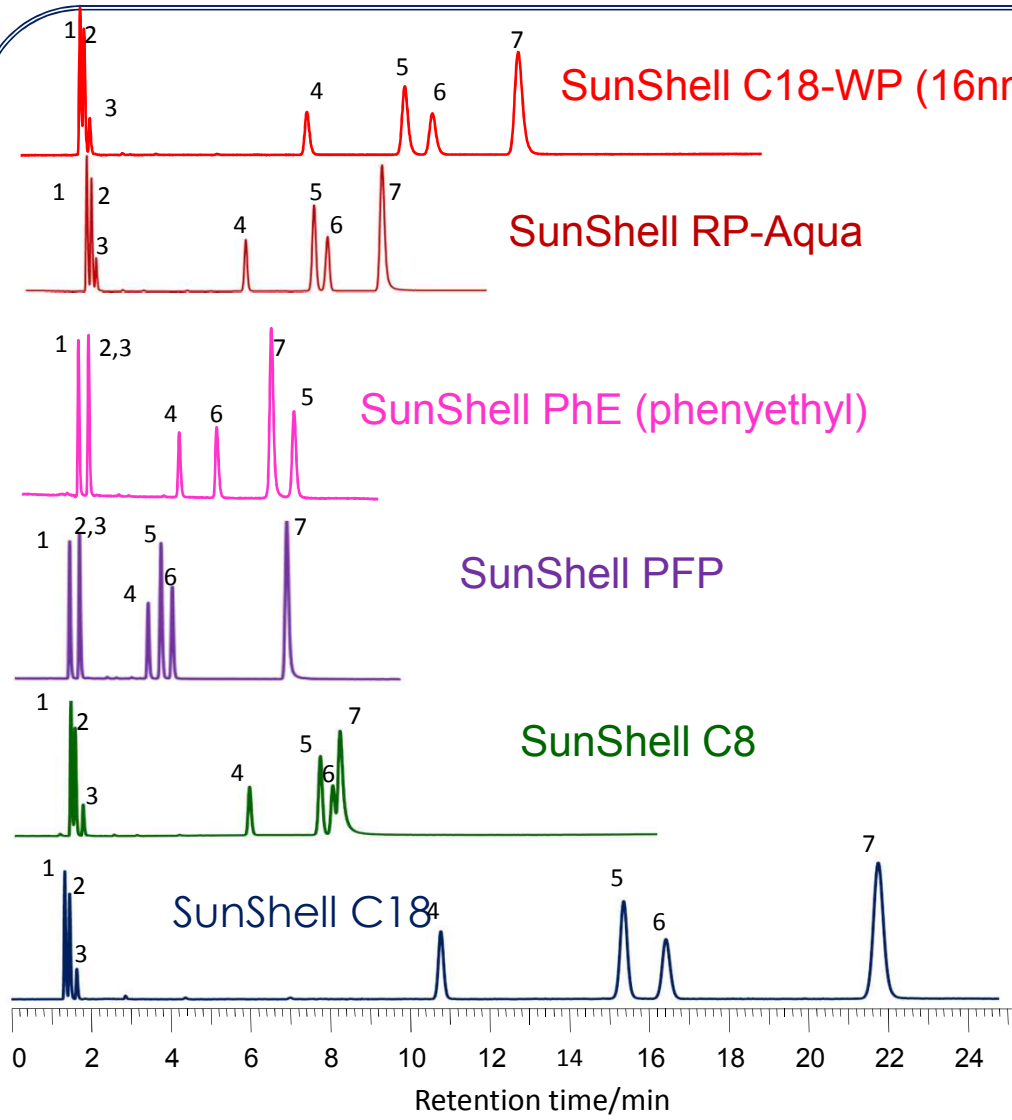 1 2 3 4 5 6 7
SunShell C18-WP (16nm
1 2 3 4 5 6 7
SunShell RP-Aqua
1 2,3 4 6 7 5
SunShell PhE (phenyethyl)
1 2,3 4 5 6 7
SunShell PFP
1 2 3 4 5 6 7
SunShell C8
1 2 3 4 5 6 7
SunShell C18
0 2 4 6 8 10 12 14 16 18 20 22 24
Retention time/min